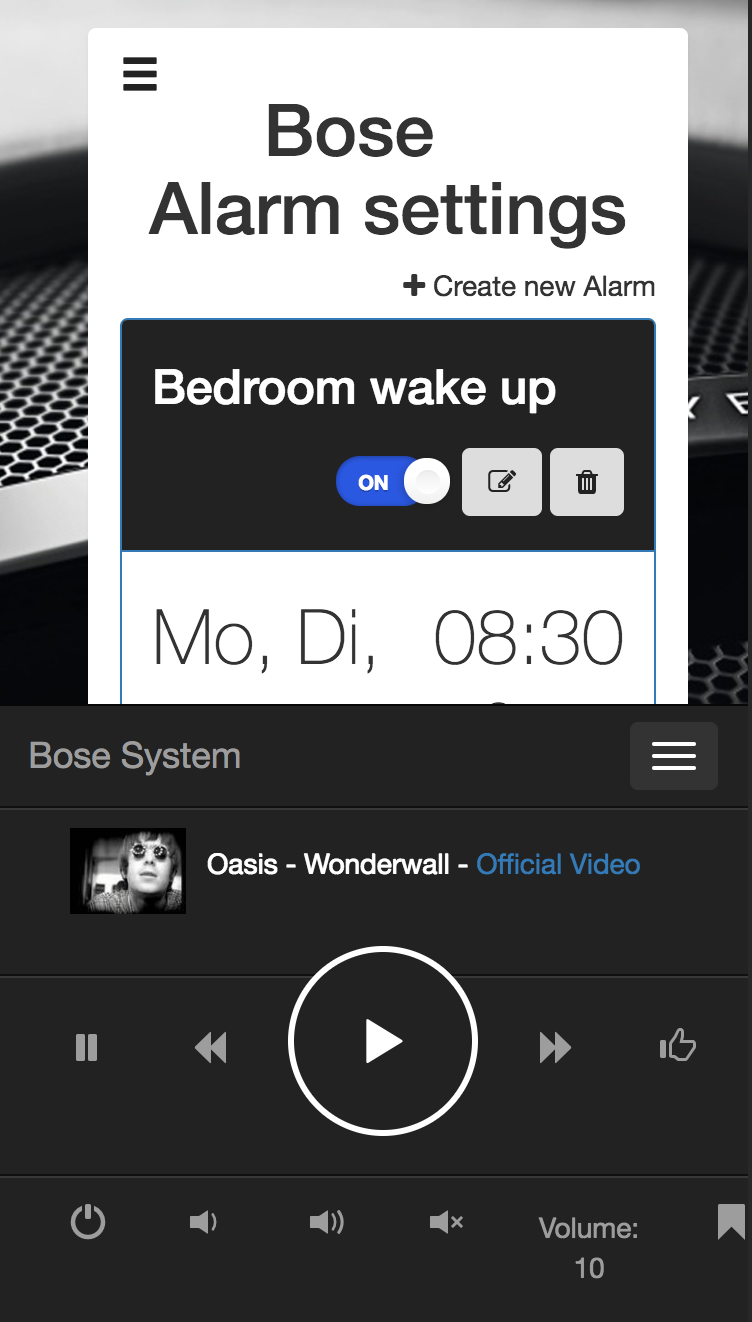 Bose
Alarm settings
Create new Alarm
Bedroom wake up
ON
Mo, Di, 08:30
Bose System
Oasis - Wonderwall - Official Video
Volume:
10